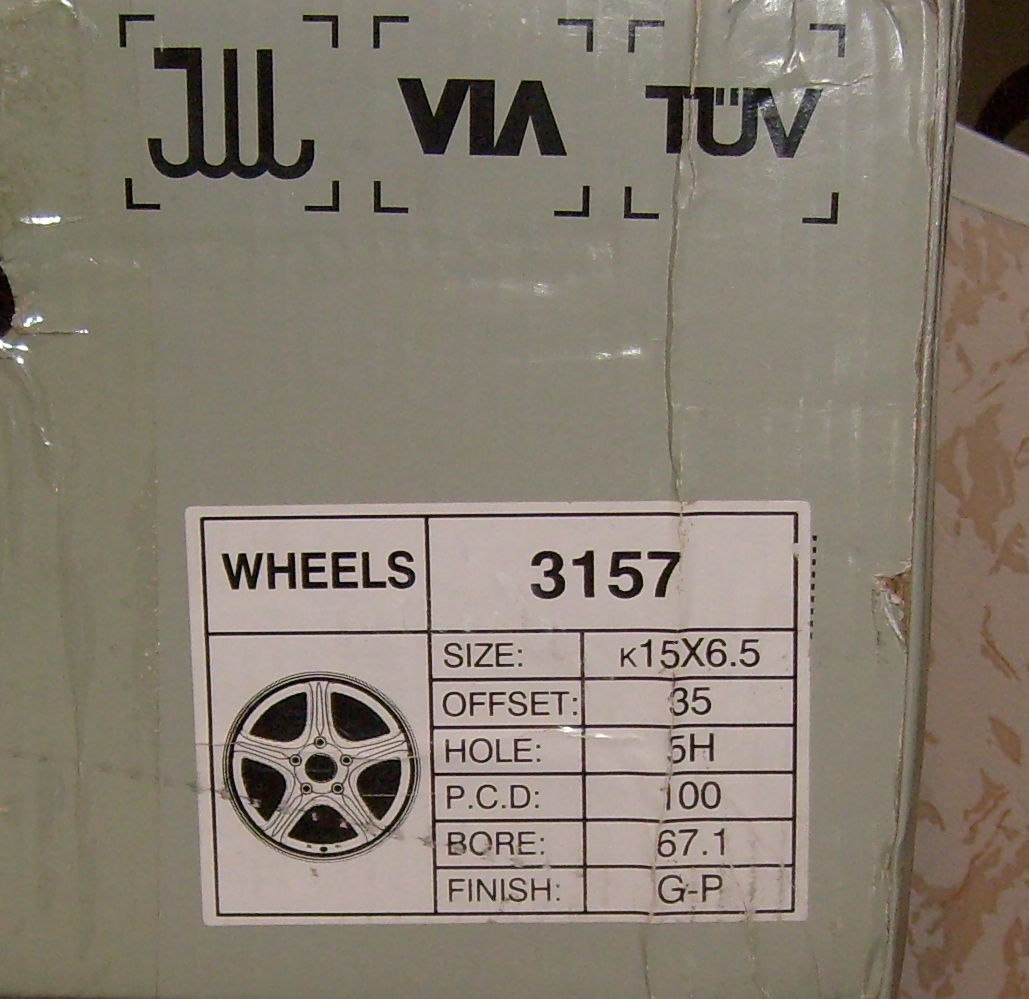 JWL VIA TÜV
WHEELS 3157
SIZE: K15X6.5
OFFSET: 35
HOLE: 5H
P.C.D: 100
BORE: 67.1
FINISH: G-P